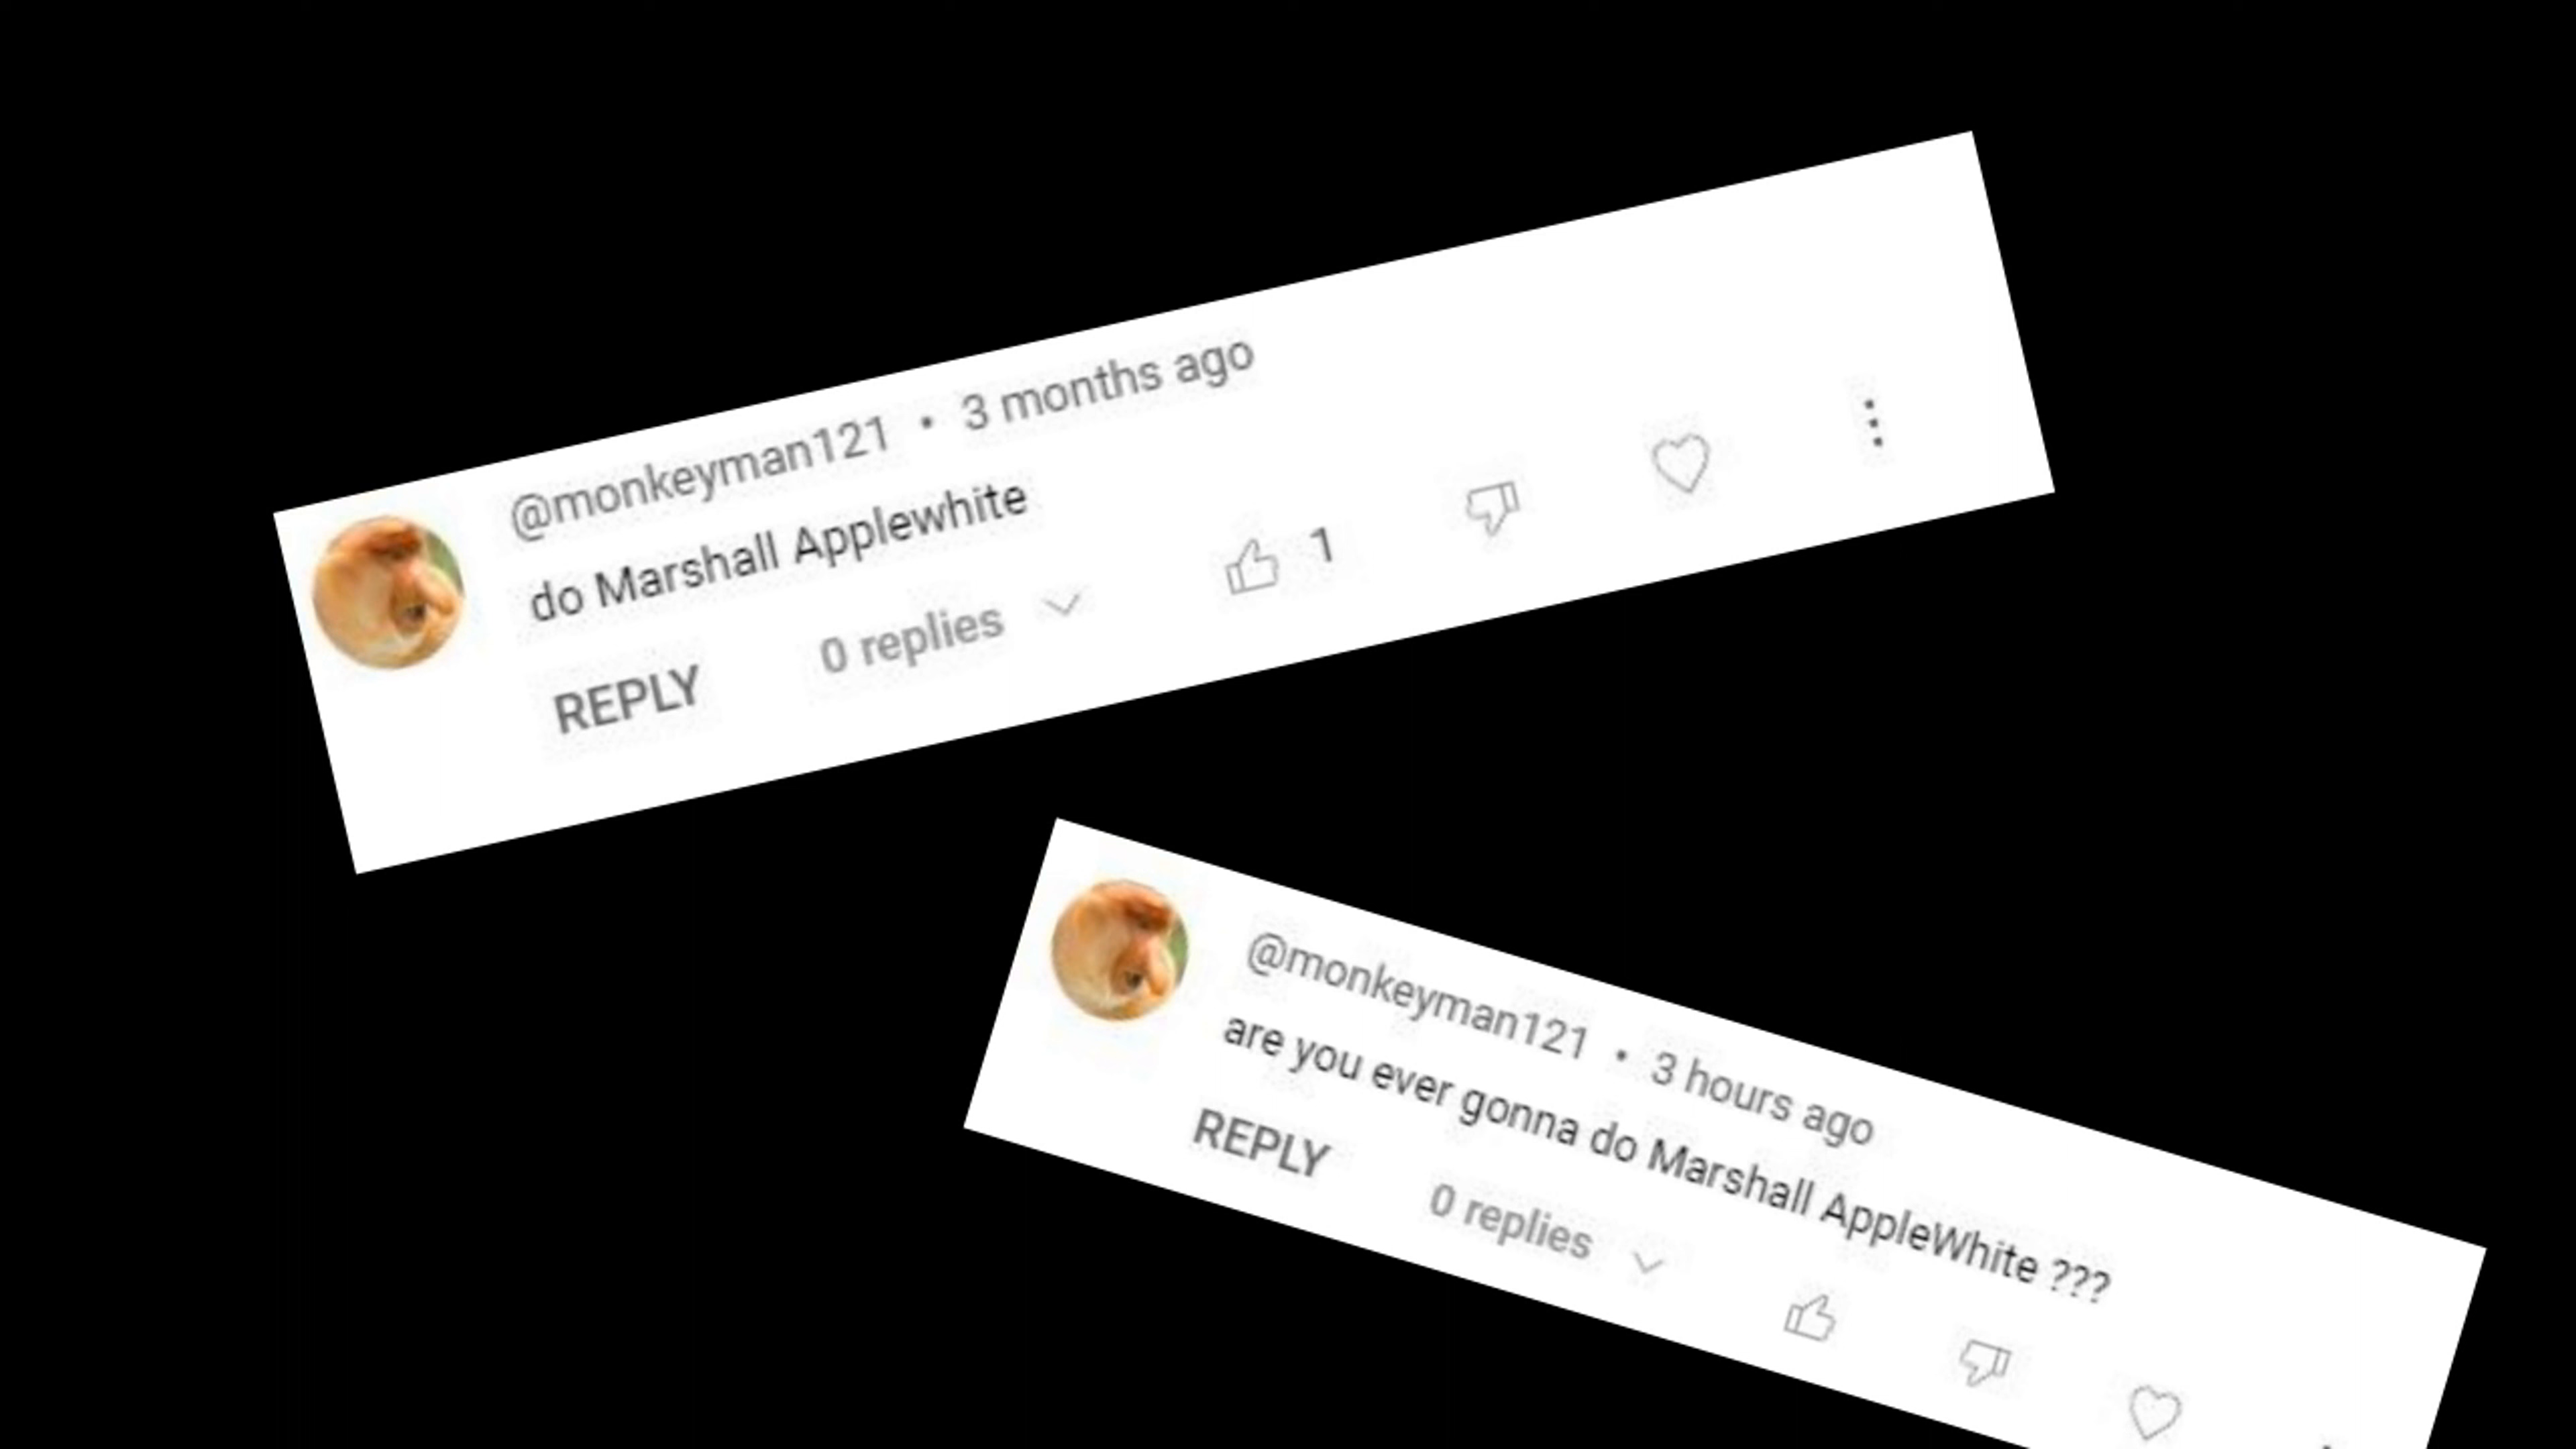 @monkeyman121 • 3 months ago
do Marshall Applewhite
REPLY 0 replies 1
@monkeyman121 • 3 hours ago
are you ever gonna do Marshall AppleWhite ???
REPLY 0 replies